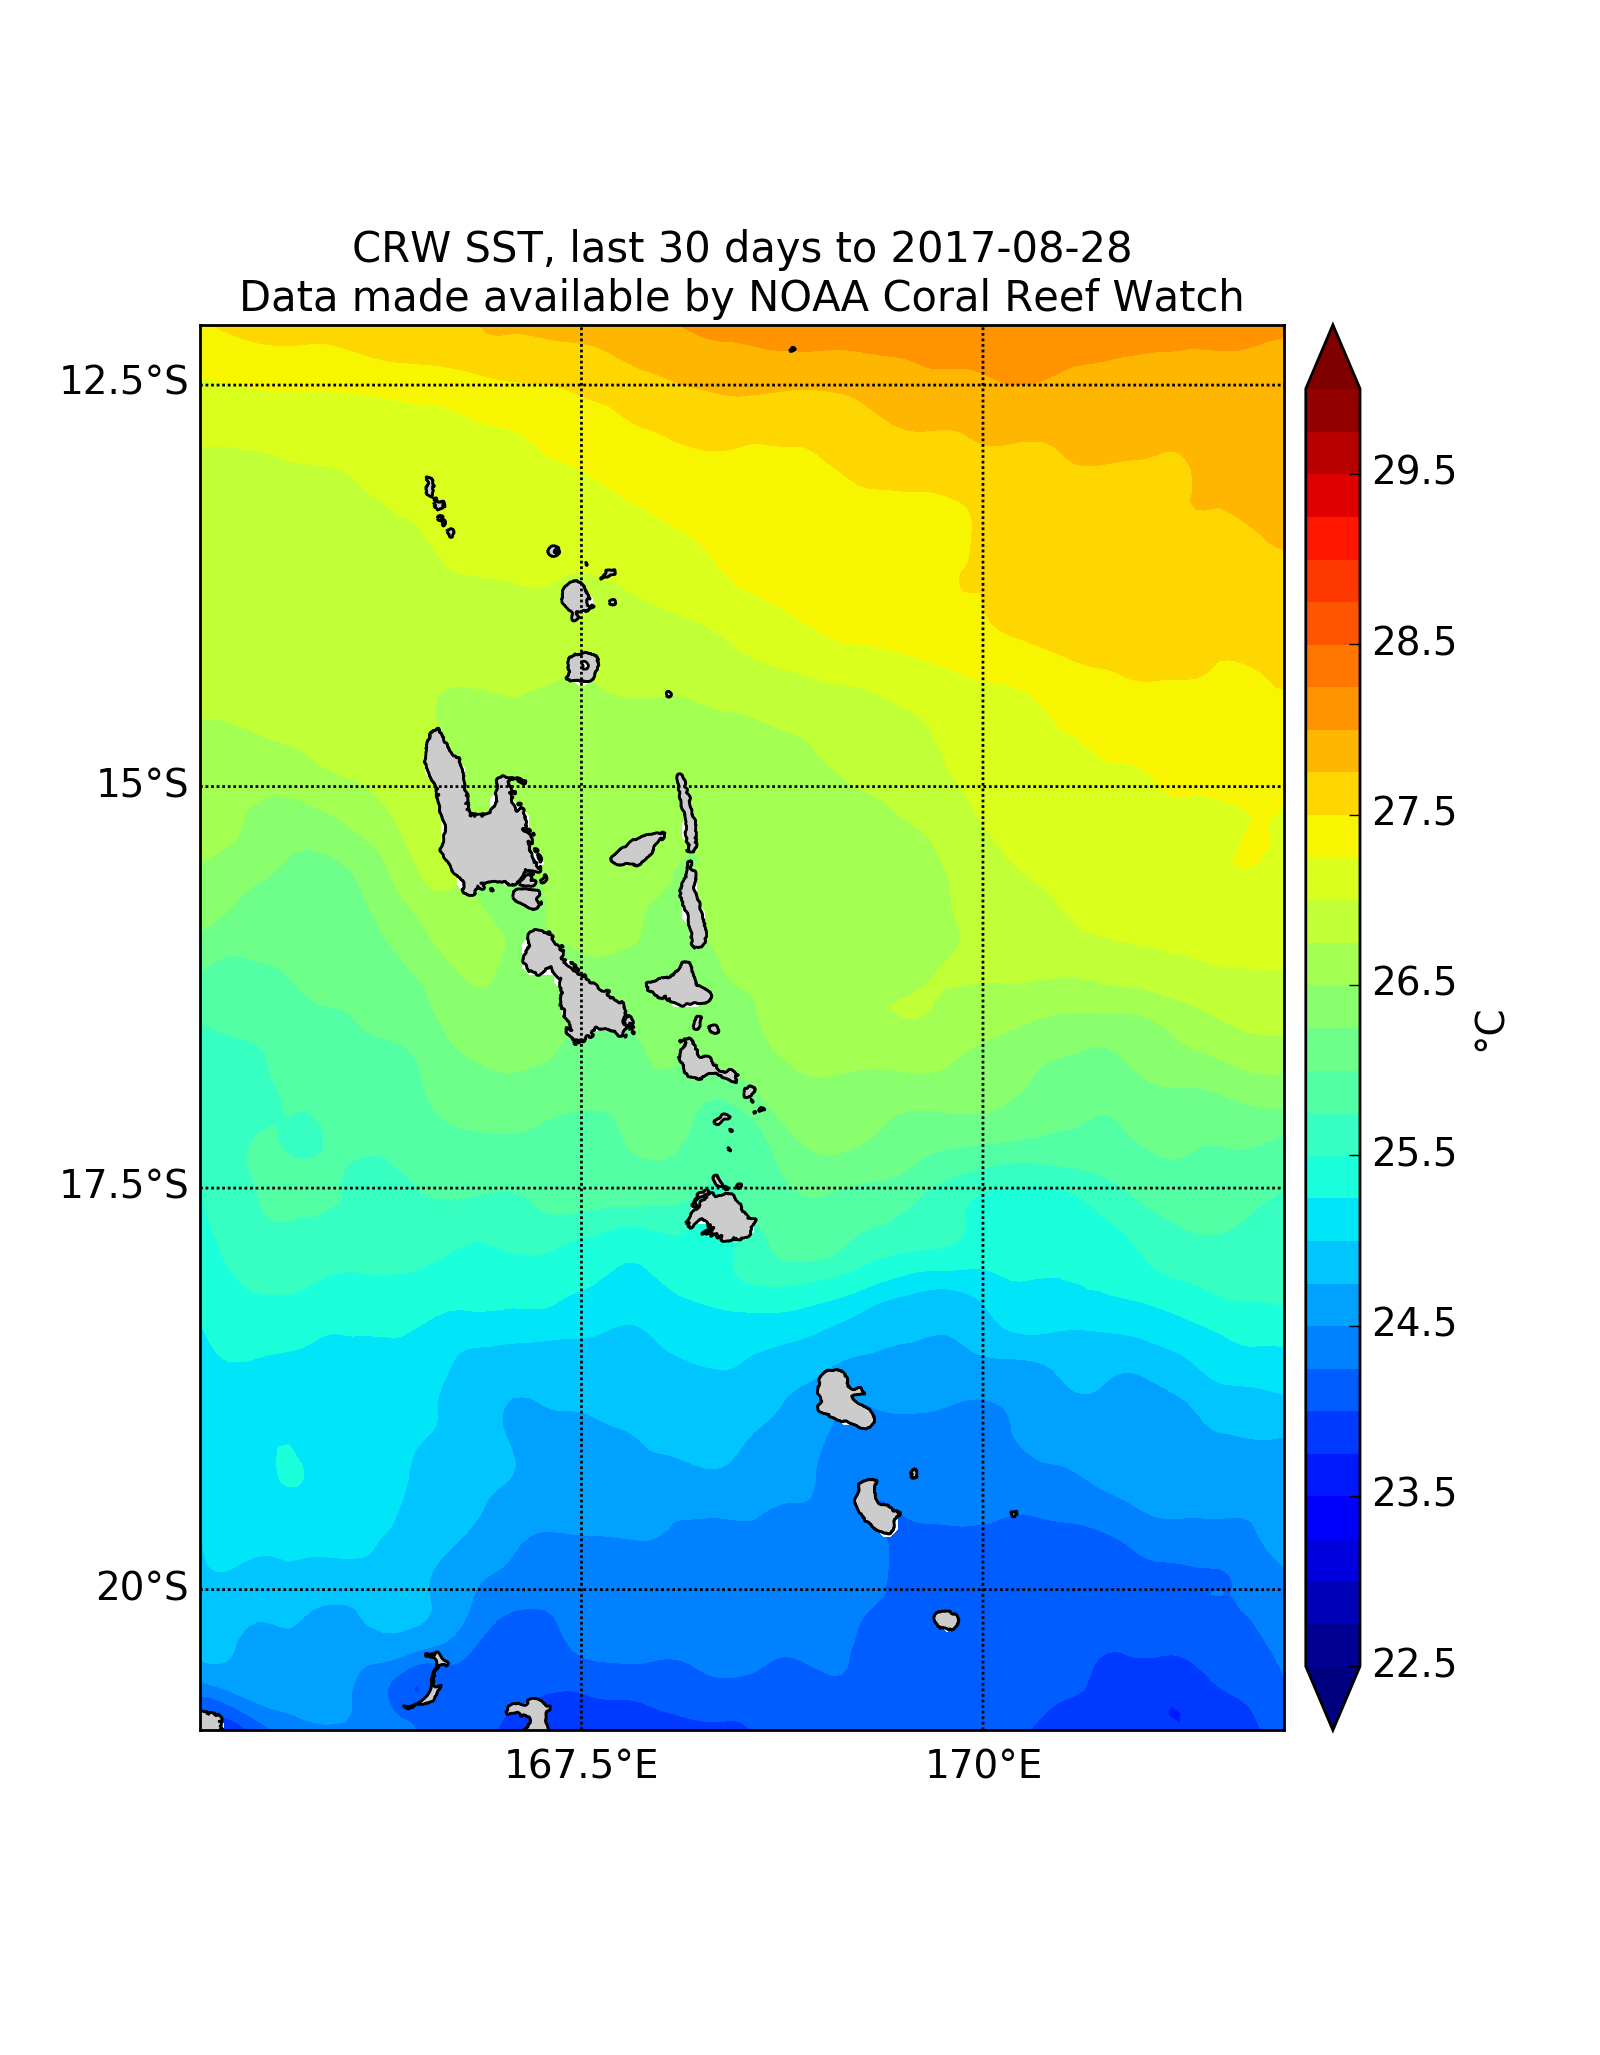 CRW SST, last 30 days to 2017-08-28
Data made available by NOAA Coral Reef Watch
12.5°S
15°S
17.5°S
20°S
167.5°E
170°E
29.5
28.5
27.5
26.5
25.5
24.5
23.5
22.5
°C